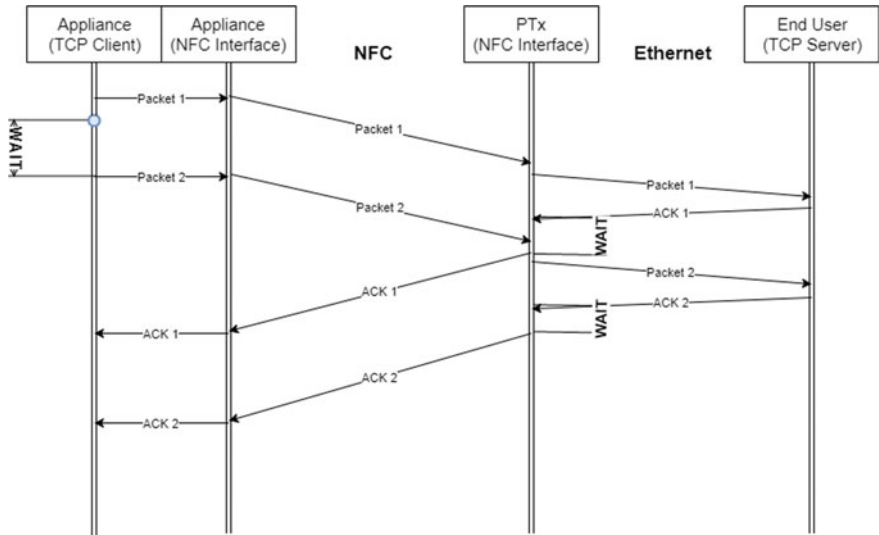 Appliance
(TCP Client)
Appliance
(NFC Interface)
NFC
PTx
(NFC Interface)
Ethernet
End User
(TCP Server)
Packet 1
Packet 1
WAIT
Packet 2
Packet 1
Packet 2
ACK 1
WAIT
Packet 2
ACK 1
ACK 2
WAIT
ACK 1
ACK 2
ACK 2